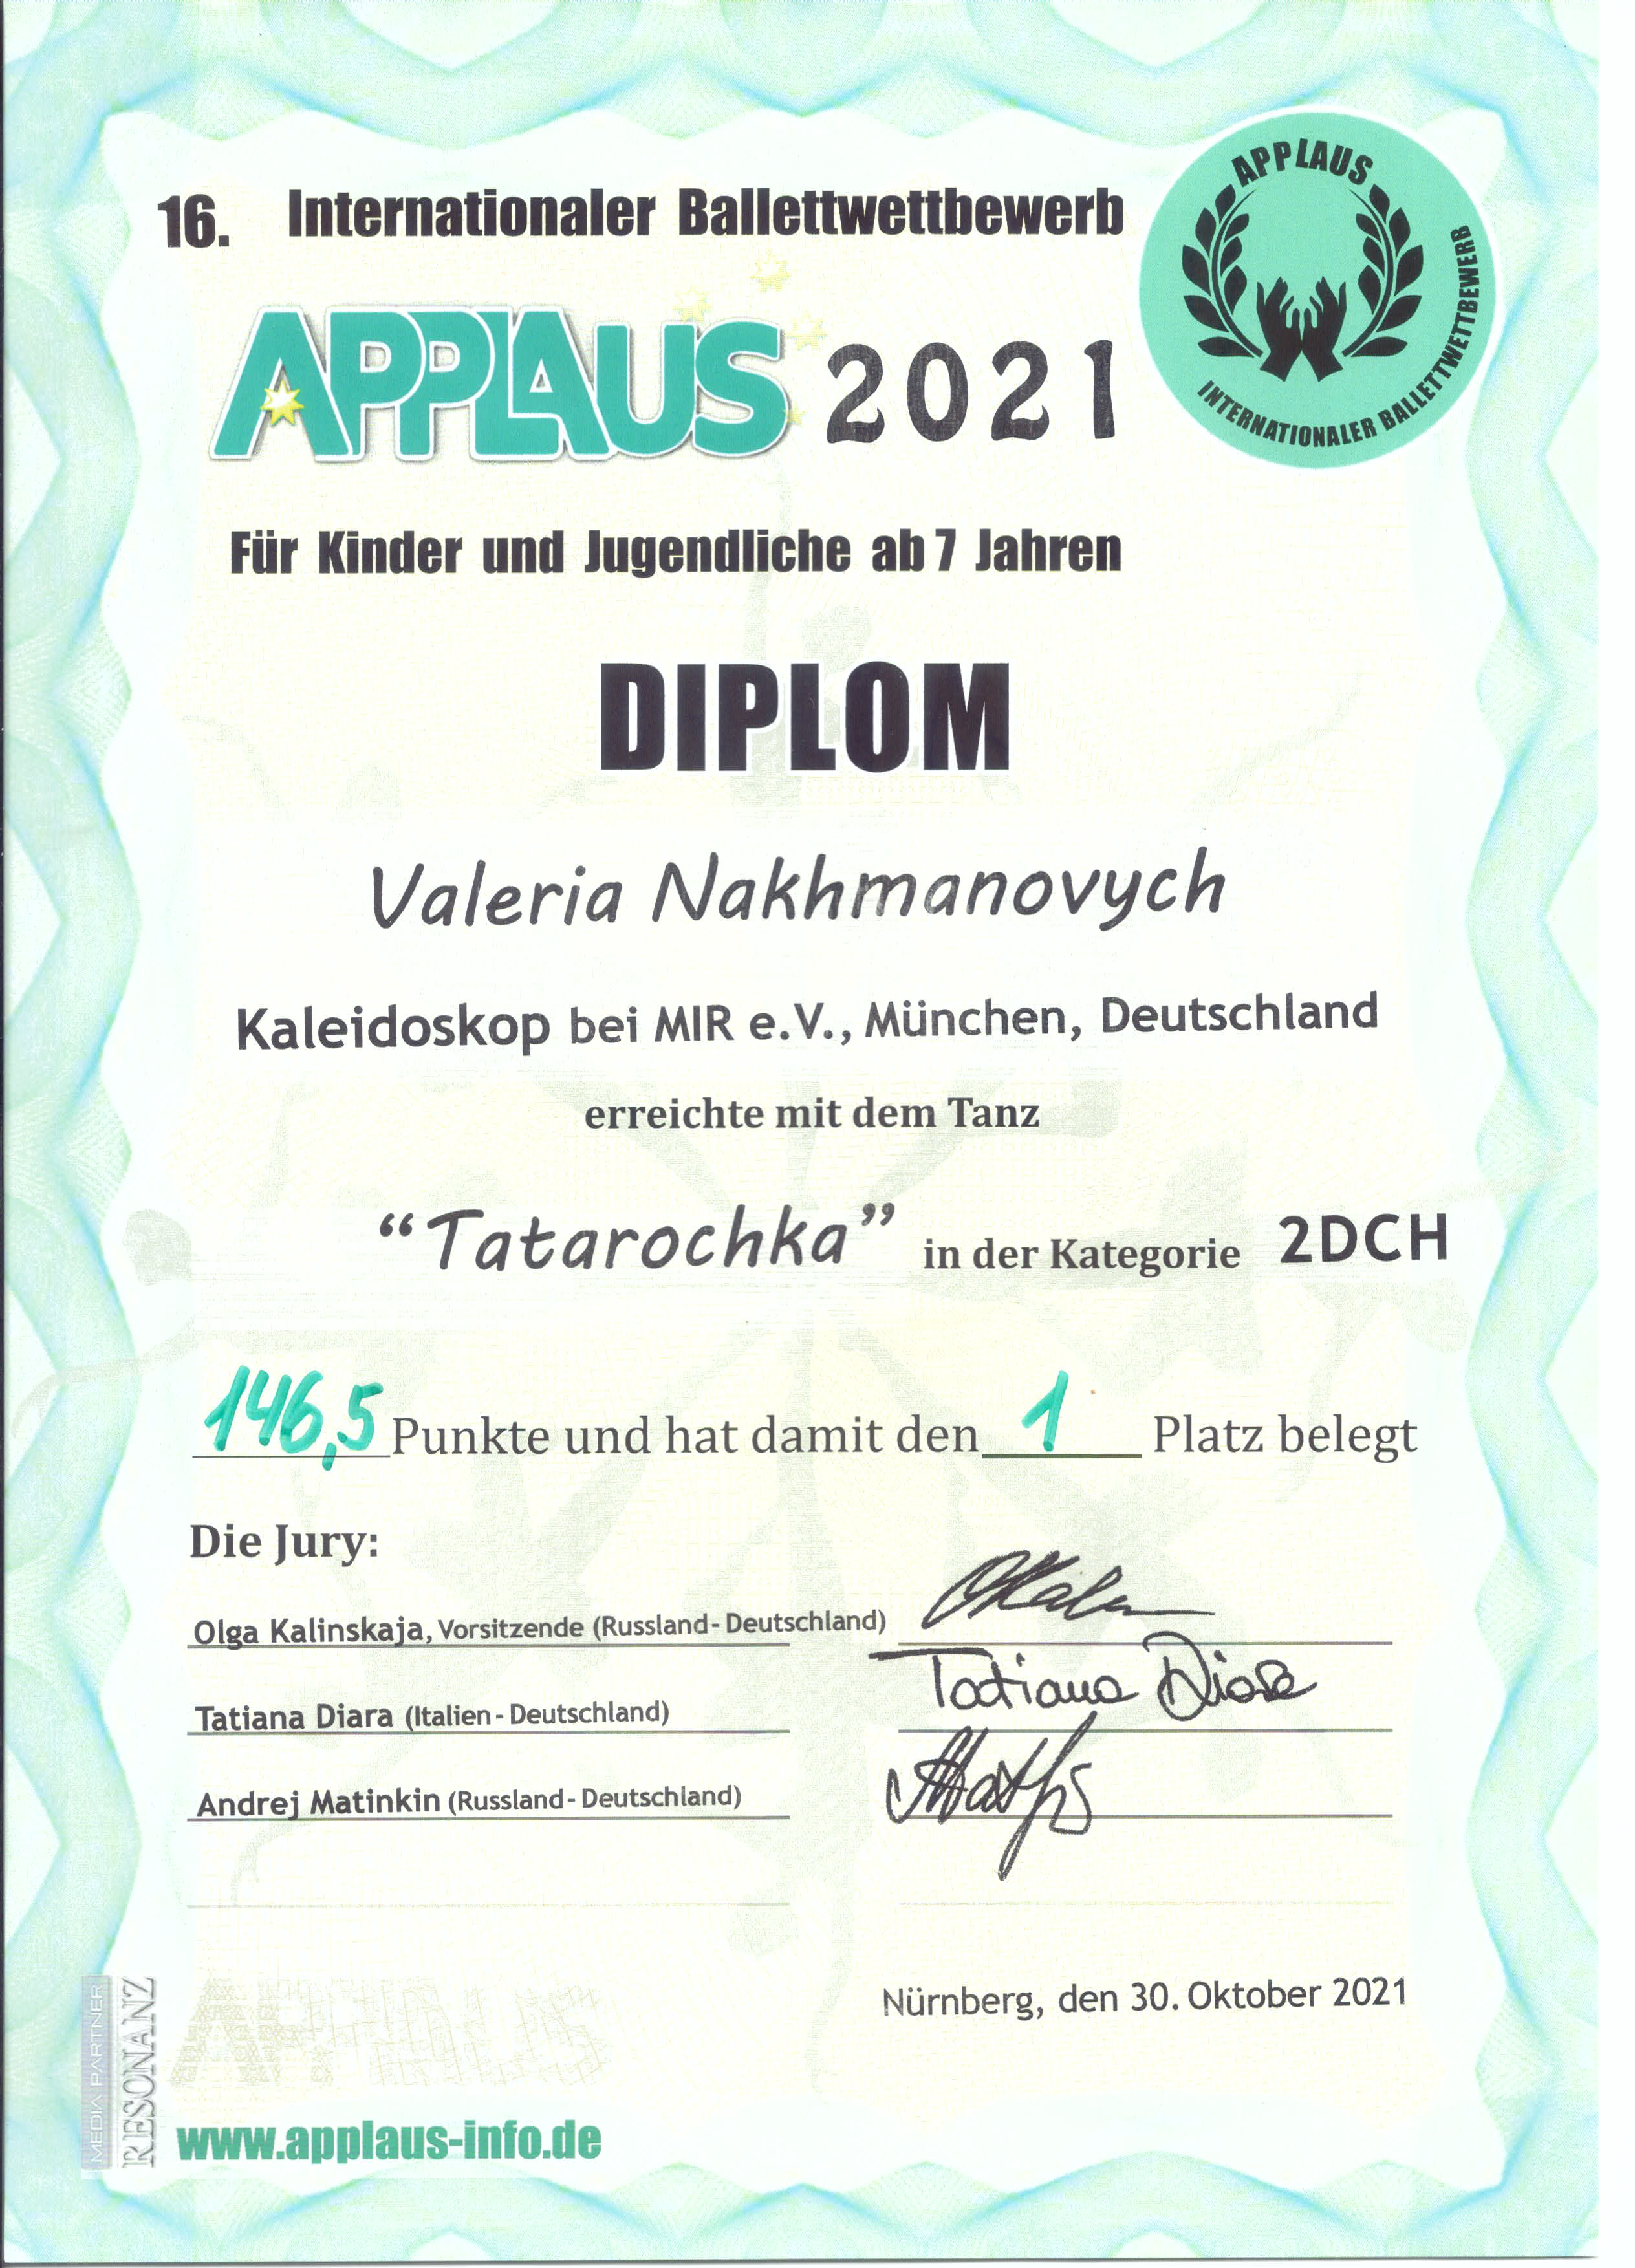 16. Internationaler Ballettwettbewerb
APPLAUS 2021
APPLAUS
INTERNATIONALER BALLETTWETTBEWERB
Für Kinder und Jugendliche ab 7 Jahren
DIPLOM
Valeria Nakhmanovych
Kaleidoskop bei MIR e.V., München, Deutschland
erreichte mit dem Tanz
“Tatarochka” in der Kategorie 2DCH
146,5 Punkte und hat damit den 1 Platz belegt
Die Jury:
Olga Kalinskaja, Vorsitzende (Russland-Deutschland)
Tatiana Diara (Italien-Deutschland) Tatiana Diara
Andrej Matinkin (Russland-Deutschland)
Nürnberg, den 30. Oktober 2021
APPLAUS
MEDIA PARTNER
RESONANZ
www.applaus-info.de